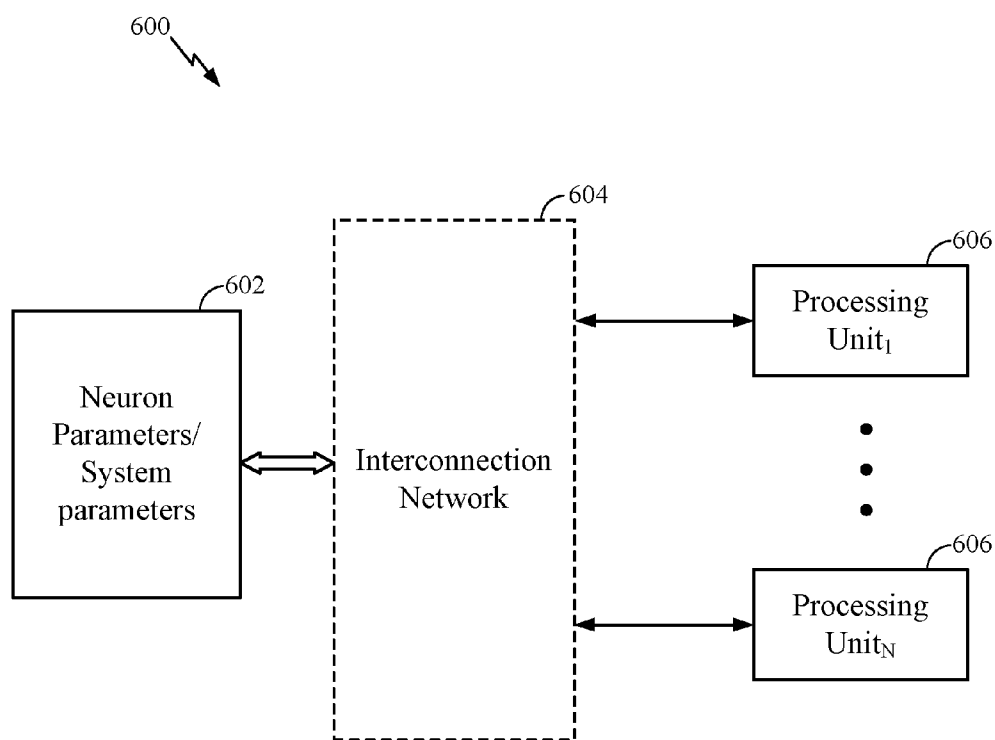 600
604
606
Processing
Unit1
602
Neuron
Parameters/
System
parameters
Interconnection
Network
606
Processing
UnitN